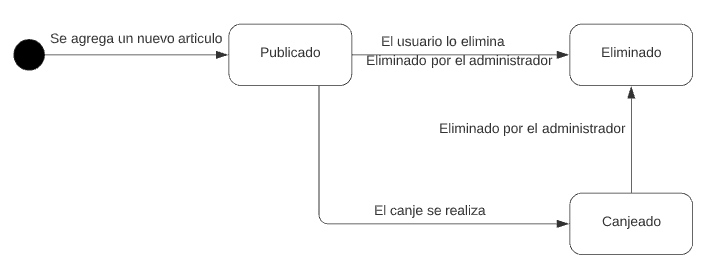 Se agrega un nuevo articulo
Publicado
El usuario lo elimina
Eliminado por el administrador
Eliminado
Eliminado por el administrador
El canje se realiza
Canjeado